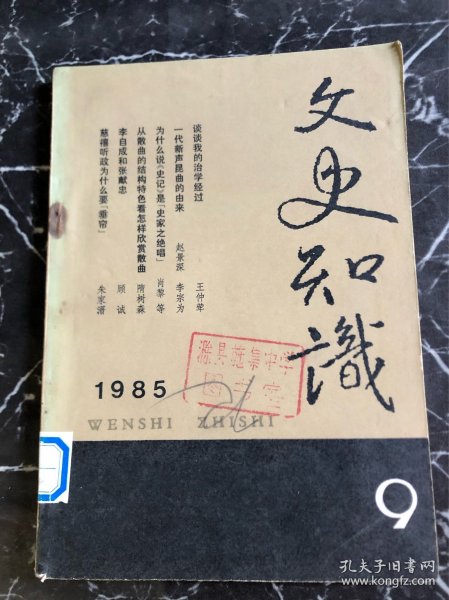 文史知識
谈谈我的治学经过 王仲荦
一代新声昆曲的由来 赵景深 李宗为
为什么说《史记》是「史家之绝唱」 肖黎 等
从散曲的结构特色看怎样欣赏散曲 隋树森
李自成和张献忠 顾诚
慈禧听政为什么要「垂帘」 朱家溍
1985
WENSHI ZHISHI
图书室
9
孔夫子旧书网
www.kongfz.com